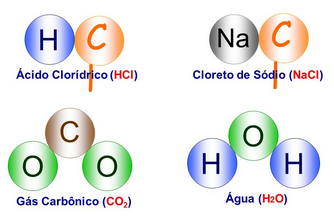 H C
Ácido Clorídrico (HCl)
Na C
Cloreto de Sódio (NaCl)
C
O O
Gás Carbônico (CO₂)
O
H H
Água (H₂O)